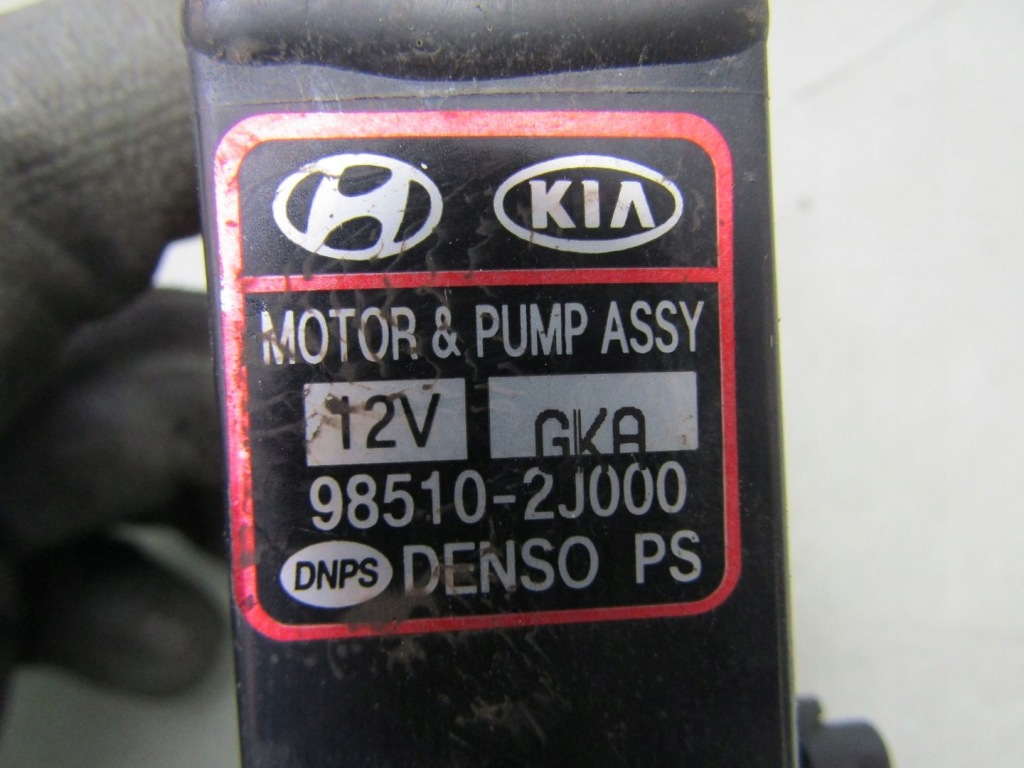 KIA
MOTOR & PUMP ASSY
12V GKA
98510-2J000
DNPS DENSO PS